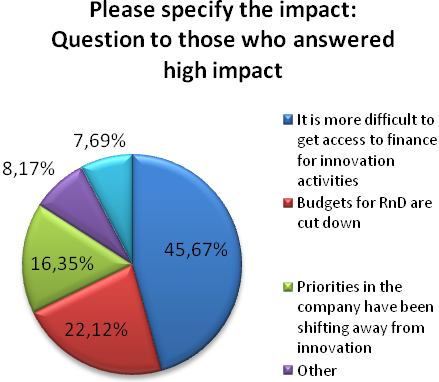 Please specify the impact:
Question to those who answered
high impact
7,69%
8,17%
45,67%
16,35%
22,12%
It is more difficult to
get access to finance
for innovation
activities
Budgets for RnD are
cut down
Priorities in the
company have been
shifting away from
innovation
Other